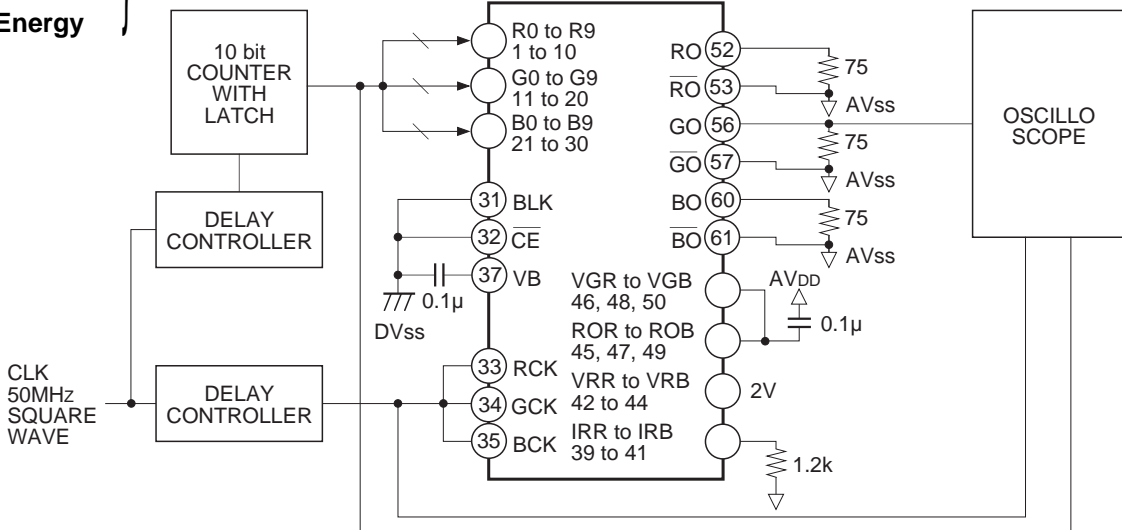 Energy
10 bit
COUNTER
WITH
LATCH
DELAY
CONTROLLER
CLK
50MHz
SQUARE
WAVE
DELAY
CONTROLLER
R0 to R9
1 to 10
G0 to G9
11 to 20
B0 to B9
21 to 30
31 BLK
32 CE
37 VB
0.1µ
DVss
33 RCK
34 GCK
35 BCK
RO 52
RO 53
GO 56
GO 57
BO 60
BO 61
75
AVss
75
AVss
75
AVss
VGR to VGB
46, 48, 50
ROR to ROB
45, 47, 49
VRR to VRB
42 to 44
IRR to IRB
39 to 41
AVDD
0.1µ
2V
1.2k
OSCILLO
SCOPE